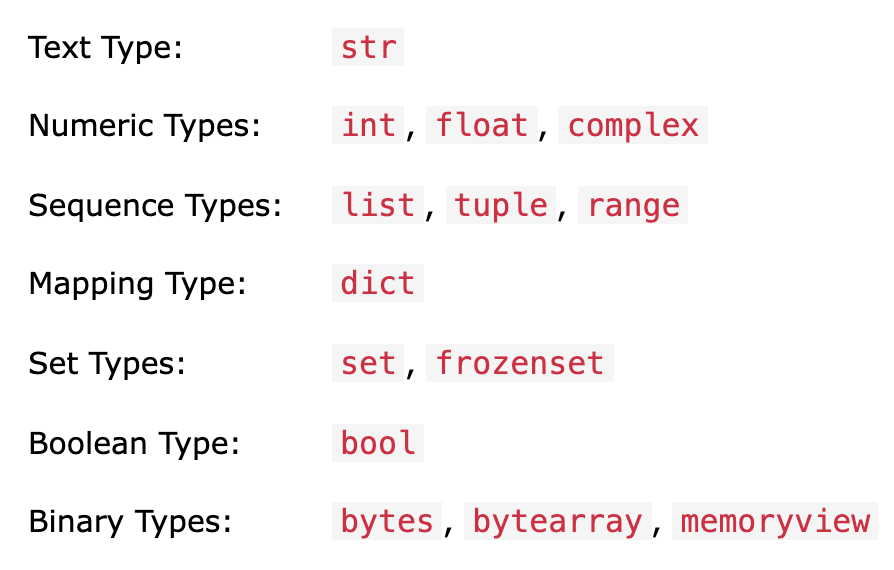 Text Type: str
Numeric Types: int, float, complex
Sequence Types: list, tuple, range
Mapping Type: dict
Set Types: set, frozenset
Boolean Type: bool
Binary Types: bytes, bytearray, memoryview